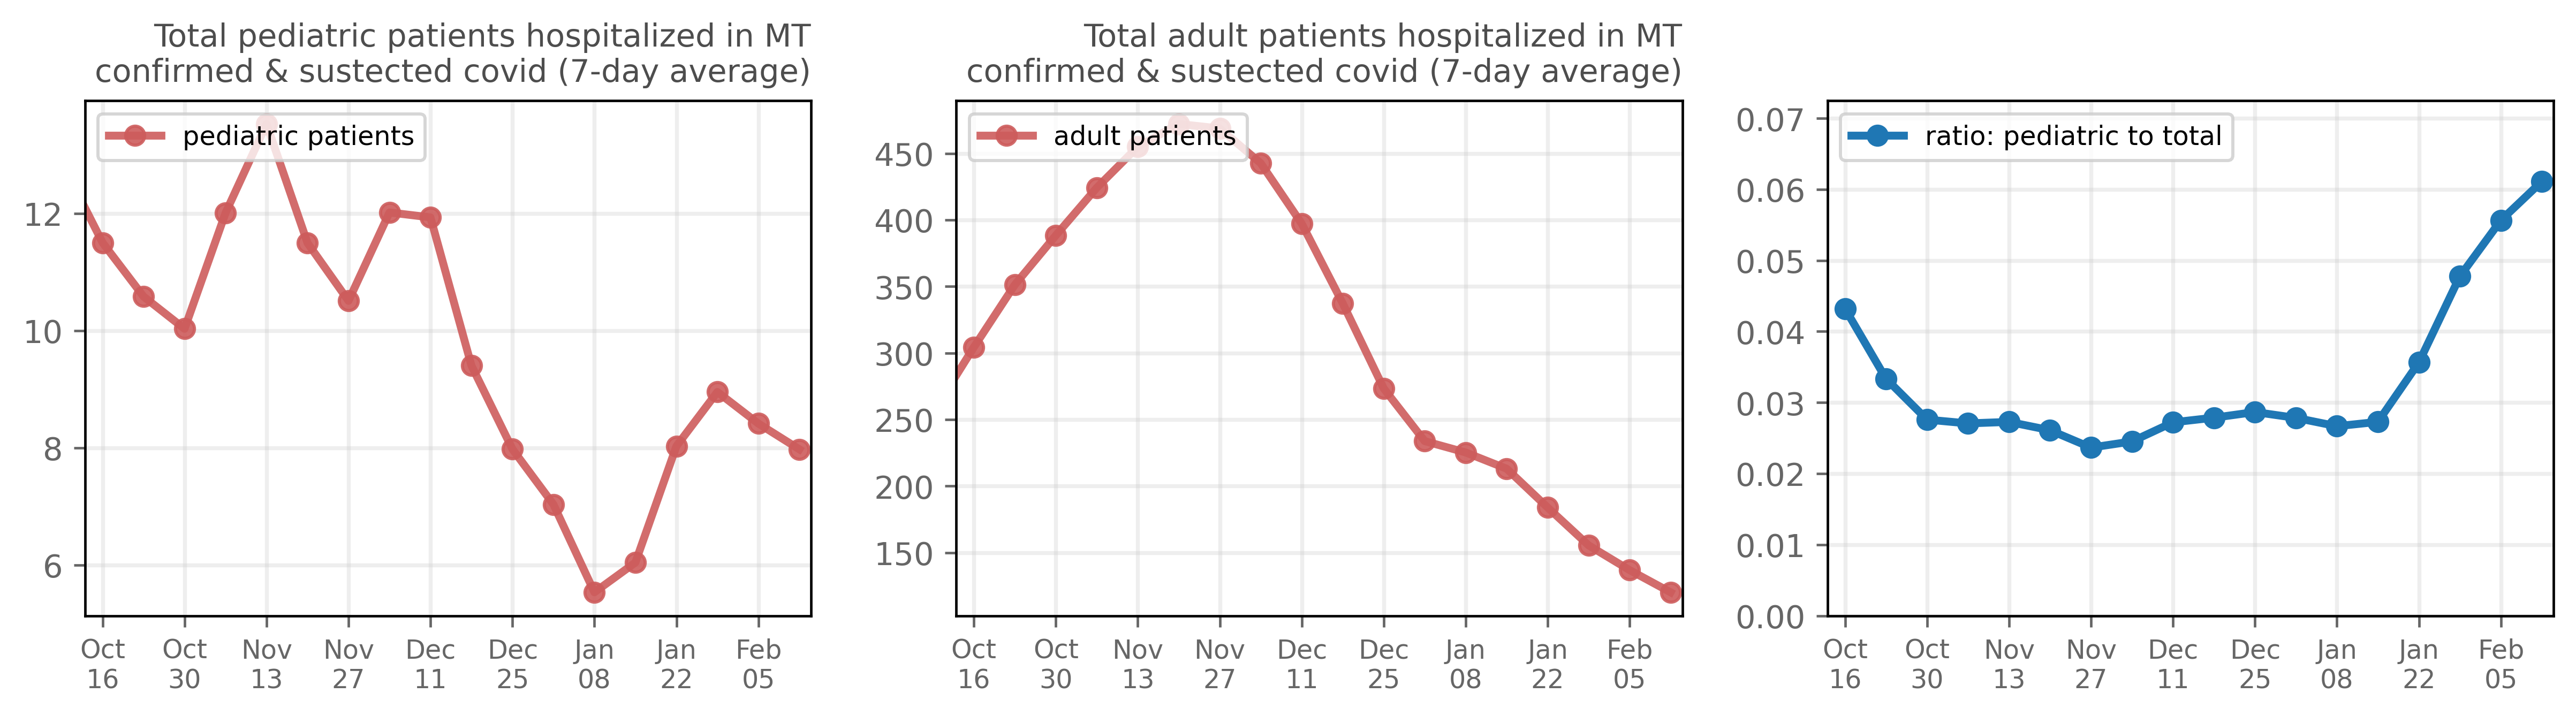 Total pediatric patients hospitalized in MT
confirmed & sustected covid (7-day average)
pediatric patients
12
10
8
6
Oct Oct Nov Nov Dec Dec Jan Jan Feb
16 30 13 27 11 25 08 22 05
Total adult patients hospitalized in MT
confirmed & sustected covid (7-day average)
adult patients
450
400
350
300
250
200
150
Oct Oct Nov Nov Dec Dec Jan Jan Feb
16 30 13 27 11 25 08 22 05
ratio: pediatric to total
0.07
0.06
0.05
0.04
0.03
0.02
0.01
0.00
Oct Oct Nov Nov Dec Dec Jan Jan Feb
16 30 13 27 11 25 08 22 05